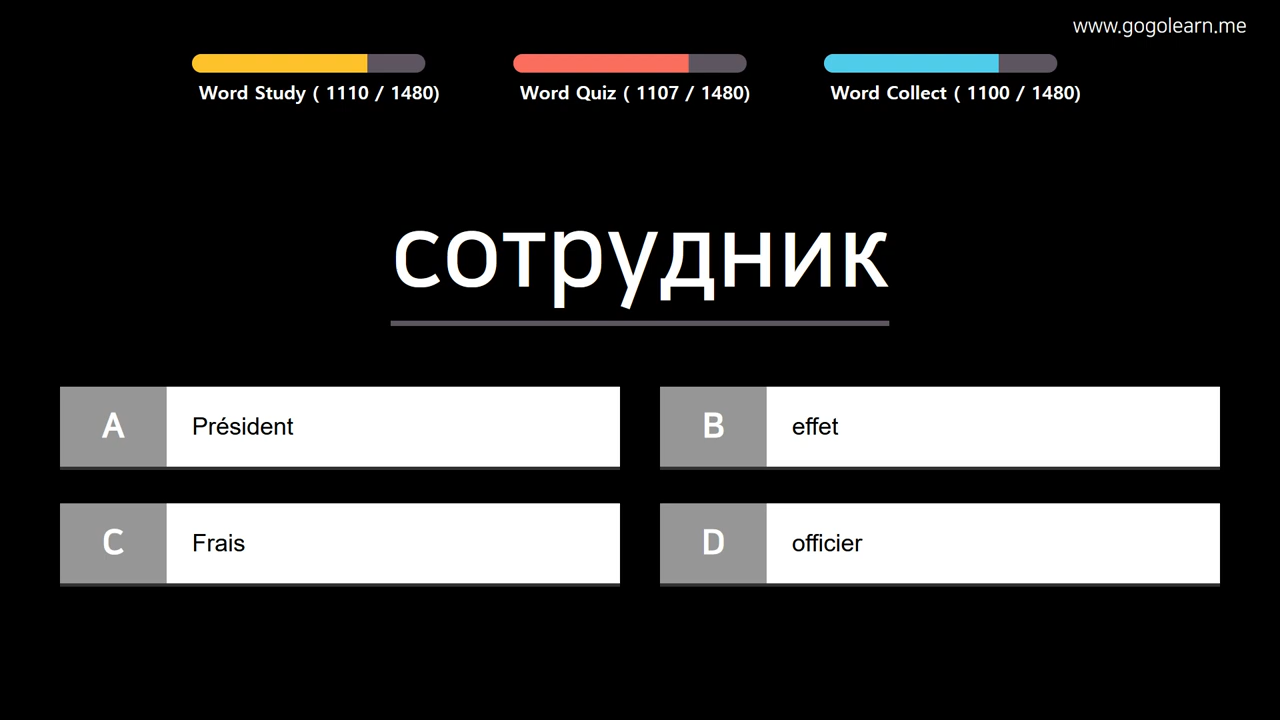 www.gogolearn.me
Word Study ( 1110 / 1480)
Word Quiz ( 1107 / 1480)
Word Collect ( 1100 / 1480)
сотрудник
A Président
B effet
C Frais
D officier